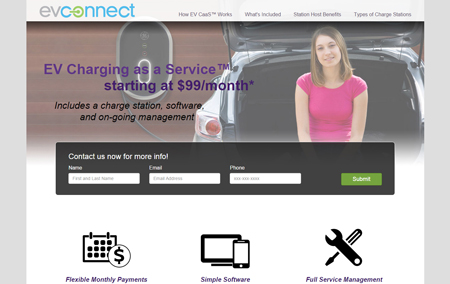 evconnect
How EV CaaS™ Works What's Included Station Host Benefits Types of Charge Stations
EV Charging as a Service™
starting at $99/month*
Includes a charge station, software,
and on-going management
Contact us now for more info!
Name Email Phone
First and Last Name Email Address xxx-xxx-xxxx Submit
$
Flexible Monthly Payments Simple Software Full Service Management